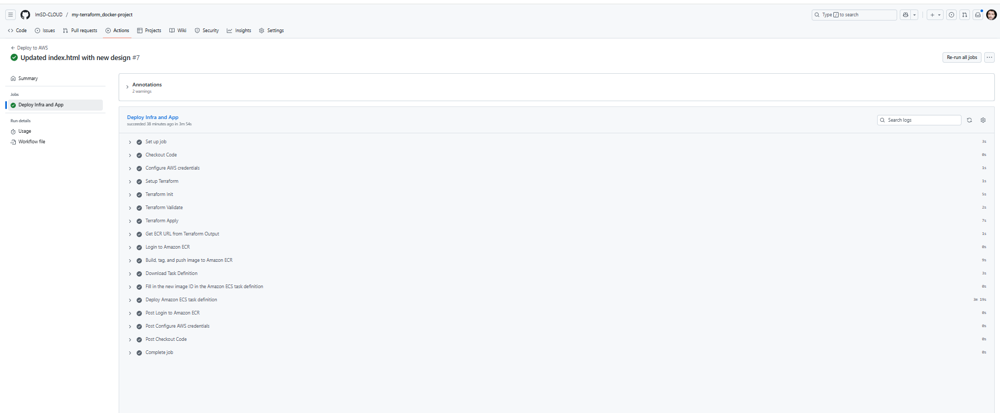 ImSD-CLOUD / my-terraform_docker-project
Type / to search
Code Issues Pull requests Actions Projects Wiki Security Insights Settings
Deploy to AWS
Updated index.html with new design #7
Re-run all jobs
Summary
Jobs
Deploy Infra and App
Run details
Usage
Workflow file
Annotations
2 warnings
Deploy Infra and App
succeeded 38 minutes ago in 3m 54s
Search logs
Set up job 3s
Checkout Code 0s
Configure AWS credentials 1s
Setup Terraform 1s
Terraform Init 5s
Terraform Validate 2s
Terraform Apply 7s
Get ECR URL from Terraform Output 1s
Login to Amazon ECR 0s
Build, tag, and push image to Amazon ECR 9s
Download Task Definition 3s
Fill in the new image ID in the Amazon ECS task definition 0s
Deploy Amazon ECS task definition 3m 19s
Post Login to Amazon ECR 0s
Post Configure AWS credentials 0s
Post Checkout Code 0s
Complete job 0s